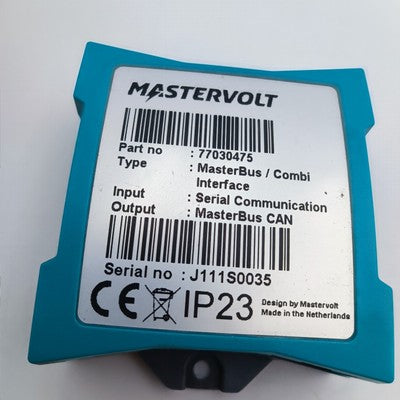 MASTERVOLT
Part no : 77030475
Type : MasterBus / Combi
Interface
Input : Serial Communication
Output : MasterBus CAN
Serial no : J111S0035
CE IP23 Design by Mastervolt
Made in the Netherlands